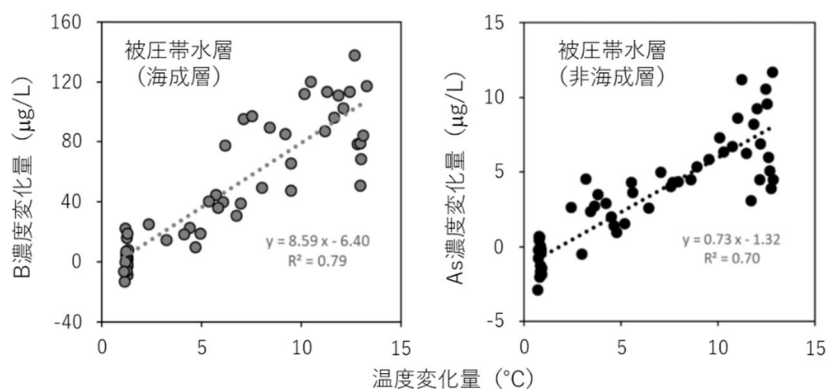 160
120
80
40
0
-40
B濃度変化量（μg/L）
被圧帯水層
（海成層）
y = 8.59 x - 6.40
R² = 0.79
0
5
10
15
15
10
5
0
-5
As濃度変化量（μg/L）
被圧帯水層
（非海成層）
y = 0.73 x - 1.32
R² = 0.70
0
5
10
15
温度変化量（°C）